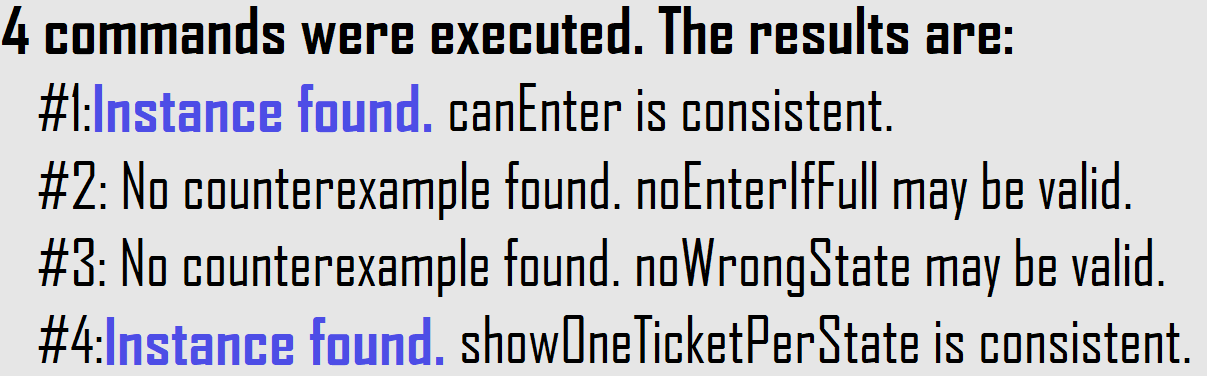 4 commands were executed. The results are:
#1:Instance found. canEnter is consistent.
#2: No counterexample found. noEnterIfFull may be valid.
#3: No counterexample found. noWrongState may be valid.
#4:Instance found. showOneTicketPerState is consistent.